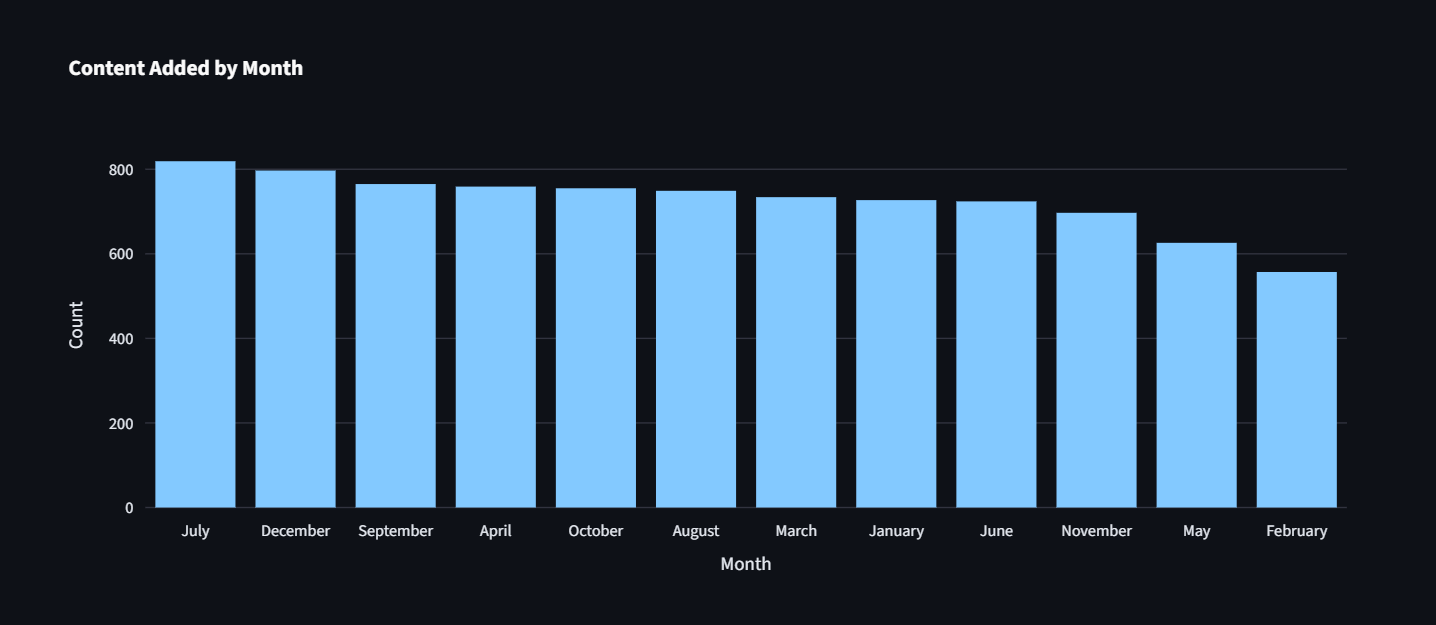 Content Added by Month
800
600
400
200
0
Count
July December September April October August March January June November May February
Month